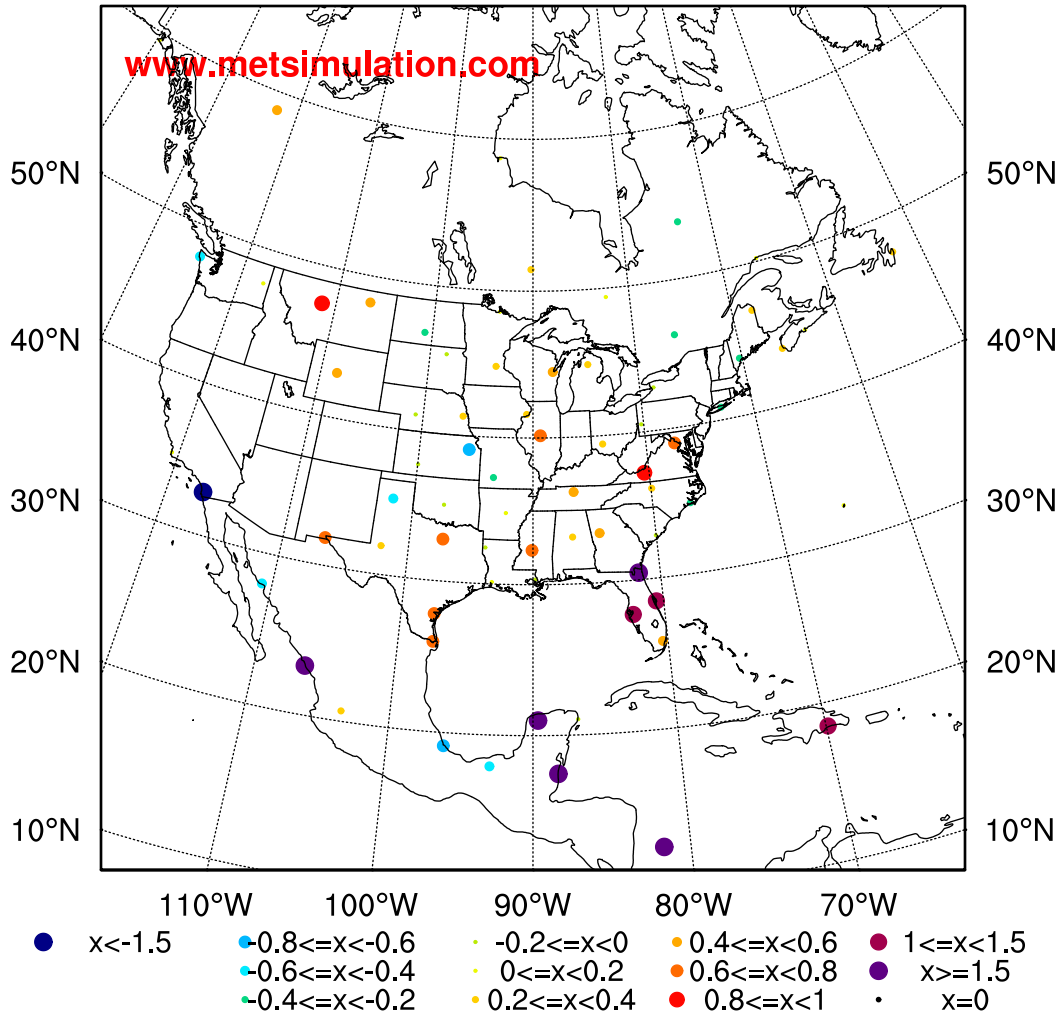 www.metsimulation.com
50°N 50°N
40°N 40°N
30°N 30°N
20°N 20°N
10°N 10°N
110°W 100°W 90°W 80°W 70°W
x<-1.5 -0.8<=x<-0.6 -0.2<=x<0 0.4<=x<0.6 1<=x<1.5
-0.6<=x<-0.4 0<=x<0.2 0.6<=x<0.8 x>=1.5
-0.4<=x<-0.2 0.2<=x<0.4 0.8<=x<1 x=0